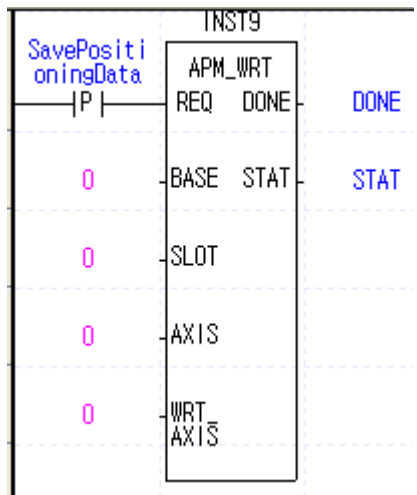 INST9
SavePositi
oningData
APM_WRT
P
REQ DONE DONE
0 BASE STAT STAT
0 SLOT
0 AXIS
0 WRT_
AXIS